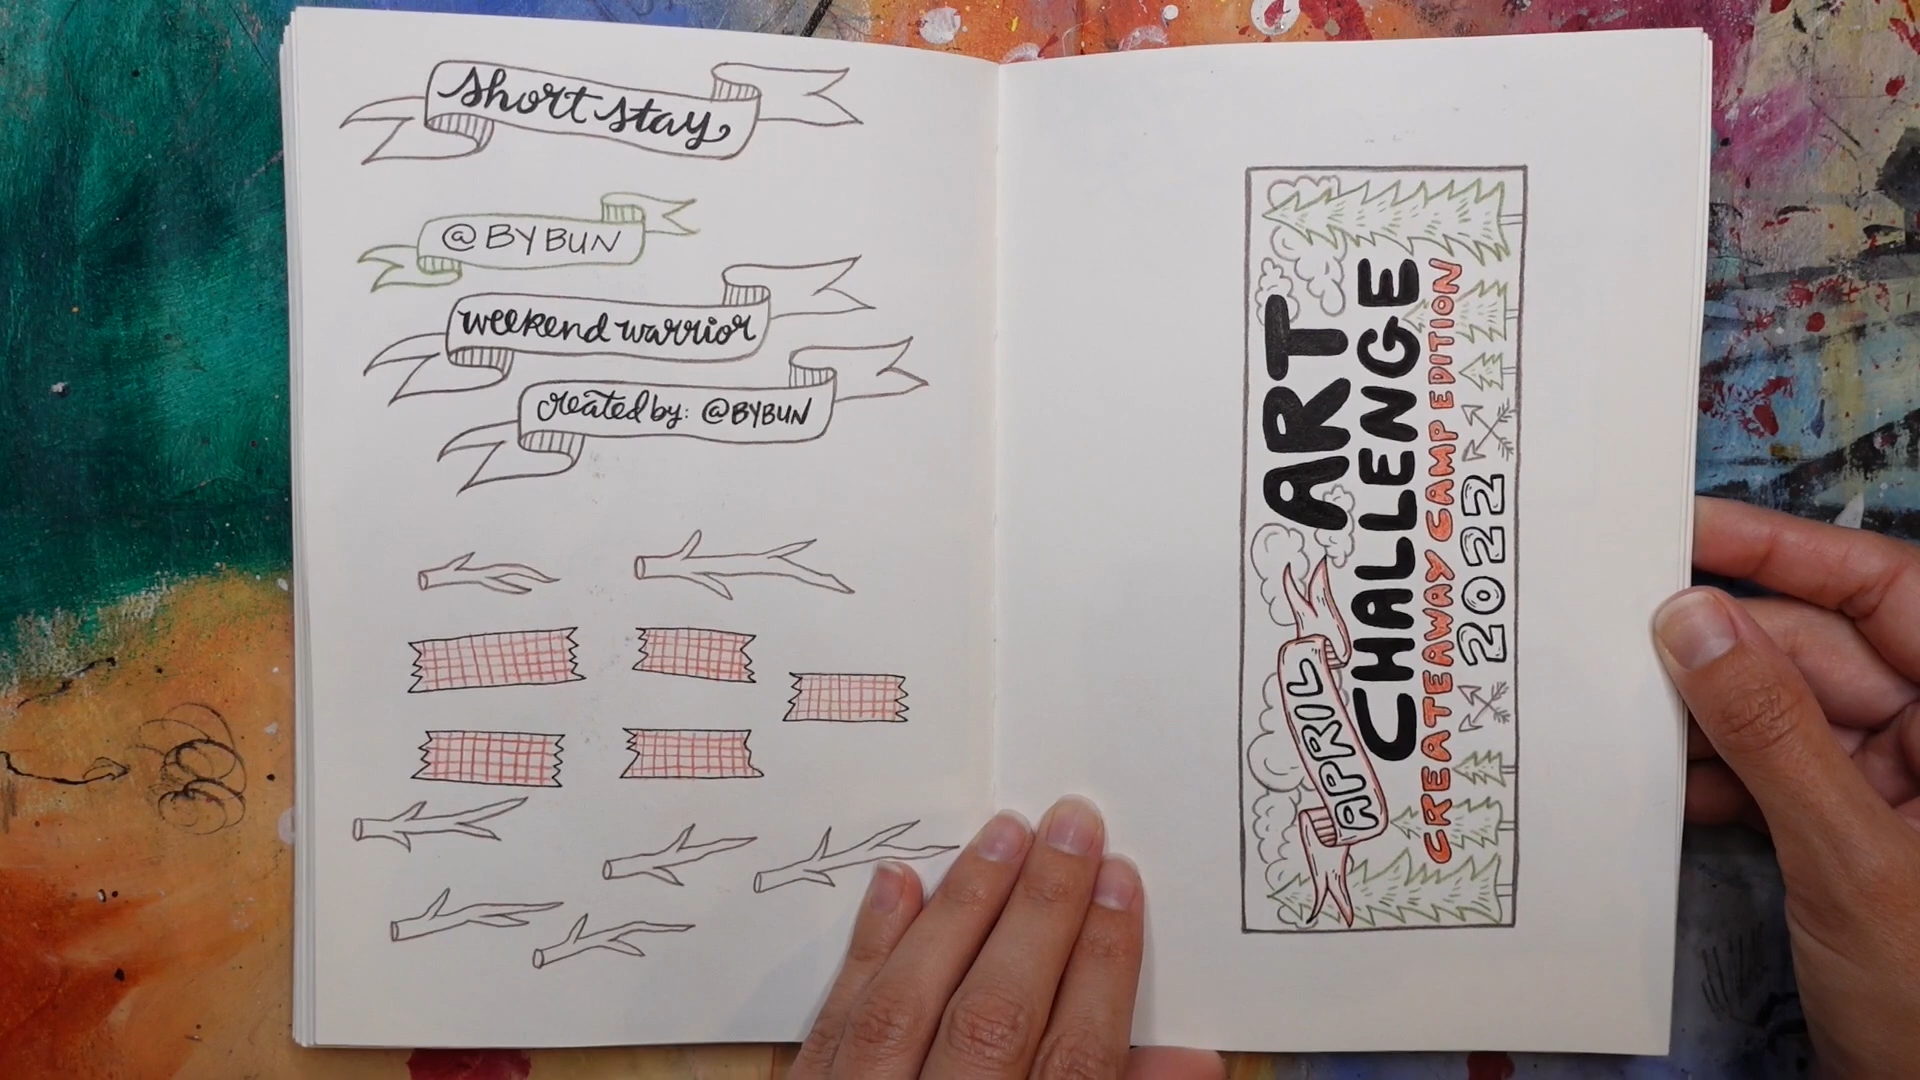 short stay
@BYBUN
weekend warrior
created by: @BYBUN
APRIL
ART
CHALLENGE
CREATEAWAY CAMP EDITION
2022